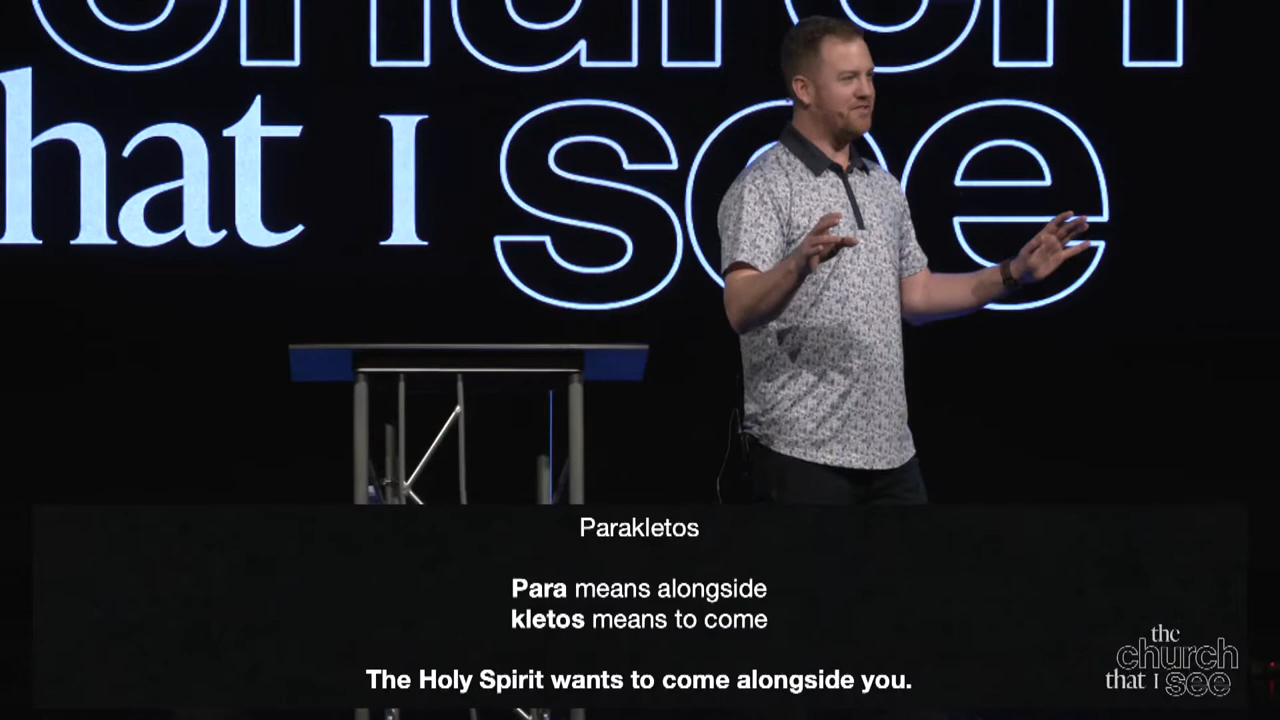 church
that I see
Parakletos
Para means alongside
kletos means to come
The Holy Spirit wants to come alongside you.
the
church
that I see